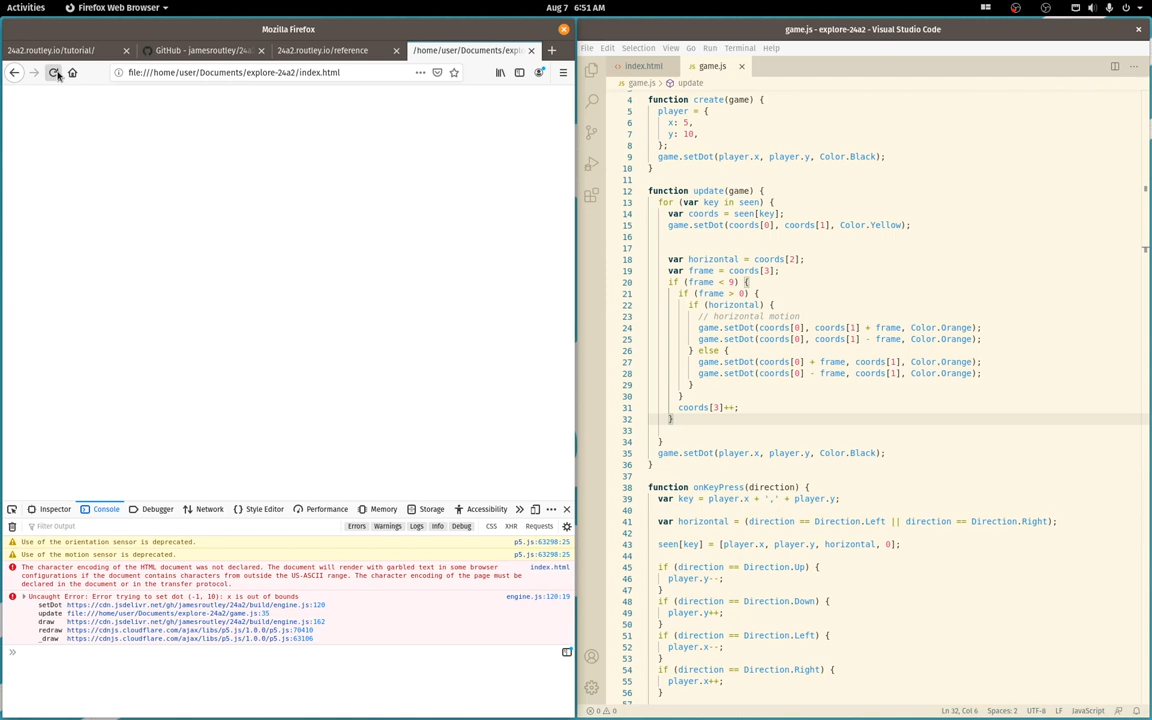 Activities
Firefox Web Browser
Aug 7  6:51 AM
Mozilla Firefox
game.js - explore-24a2 - Visual Studio Code
24a2.routley.io/tutorial/
GitHub - jamesroutley/24a
24a2.routley.io/reference
/home/user/Documents/expl
file:///home/user/Documents/explore-24a2/index.html
File Edit Selection View Go Run Terminal Help
index.html
game.js
game.js > update
4 function create(game) {
5 player = {
6 x: 5,
7 y: 10,
8 };
9 game.setDot(player.x, player.y, Color.Black);
10 }
11
12 function update(game) {
13 for (var key in seen) {
14 var coords = seen[key];
15 game.setDot(coords[0], coords[1], Color.Yellow);
16
17
18 var horizontal = coords[2];
19 var frame = coords[3];
20 if (frame < 9) {
21 if (frame > 0) {
22 if (horizontal) {
23 // horizontal motion
24 game.setDot(coords[0], coords[1] + frame, Color.Orange);
25 game.setDot(coords[0], coords[1] - frame, Color.Orange);
26 } else {
27 game.setDot(coords[0] + frame, coords[1], Color.Orange);
28 game.setDot(coords[0] - frame, coords[1], Color.Orange);
29 }
30 }
31 coords[3]++;
32 }
33
34 }
35 game.setDot(player.x, player.y, Color.Black);
36 }
37
38 function onKeyPress(direction) {
39 var key = player.x + ',' + player.y;
40
41 var horizontal = (direction == Direction.Left || direction == Direction.Right);
42
43 seen[key] = [player.x, player.y, horizontal, 0];
44
45 if (direction == Direction.Up) {
46 player.y--;
47 }
48 if (direction == Direction.Down) {
49 player.y++;
50 }
51 if (direction == Direction.Left) {
52 player.x--;
53 }
54 if (direction == Direction.Right) {
55 player.x++;
56 }
Inspector Console Debugger Network Style Editor Performance Memory Storage Accessibility
Filter Output
Errors Warnings Logs Info Debug CSS XHR Requests
Use of the orientation sensor is deprecated. p5.js:63298:25
Use of the motion sensor is deprecated. p5.js:63298:25
The character encoding of the HTML document was not declared. The document will render with garbled text in some browser index.html
configurations if the document contains characters from outside the US-ASCII range. The character encoding of the page must be
declared in the document or in the transfer protocol.
Uncaught Error: Error trying to set dot (-1, 10): x is out of bounds engine.js:120:19
setDot https://cdn.jsdelivr.net/gh/jamesroutley/24a2/build/engine.js:120
update file:///home/user/Documents/explore-24a2/game.js:35
draw https://cdn.jsdelivr.net/gh/jamesroutley/24a2/build/engine.js:162
redraw https://cdnjs.cloudflare.com/ajax/libs/p5.js/1.0.0/p5.js:70410
_draw https://cdnjs.cloudflare.com/ajax/libs/p5.js/1.0.0/p5.js:63106
0 0
Ln 32, Col 6 Spaces: 2 UTF-8 LF JavaScript